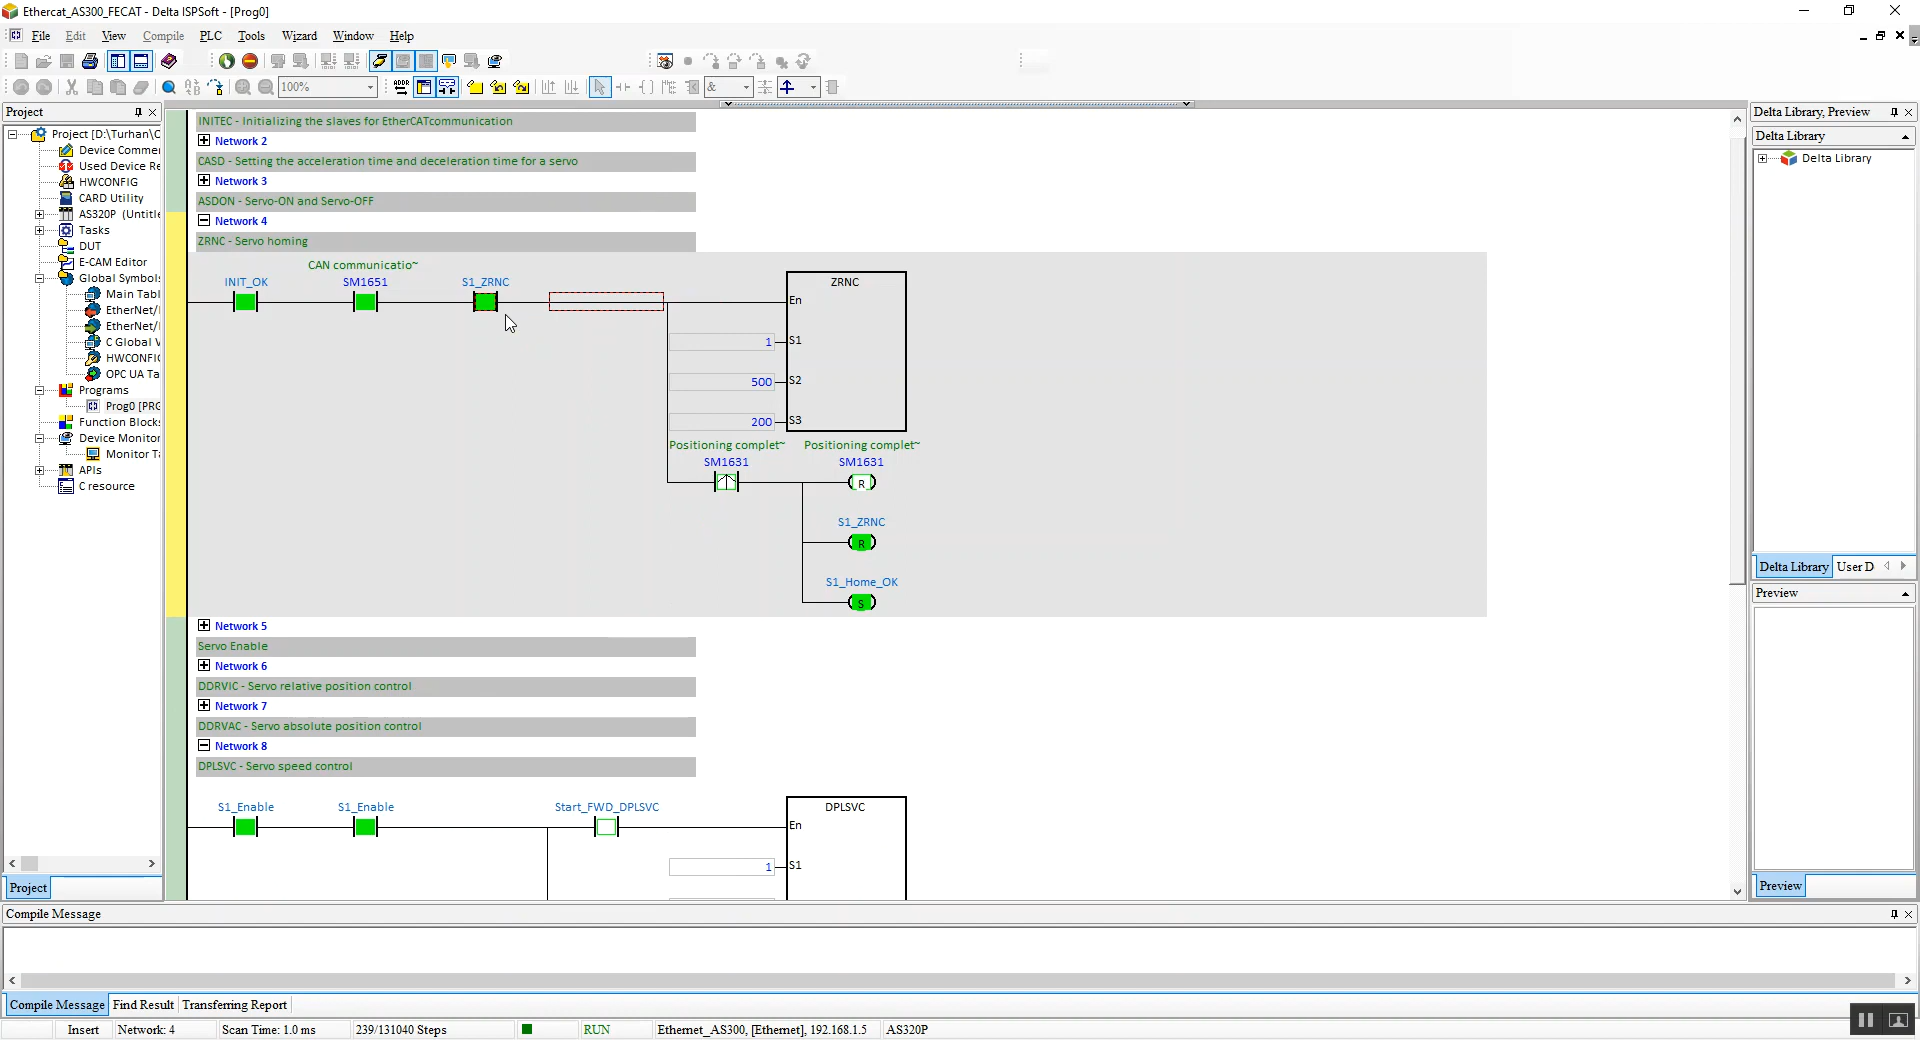 Ethercat_AS300_FECAT - Delta ISPSoft - [Prog0]
File Edit View Compile PLC Tools Wizard Window Help
100%
&
Project
Project [D:\Turhan\C
Device Commer
Used Device Re
HWCONFIG
CARD Utility
AS320P (Untitle
Tasks
DUT
E-CAM Editor
Global Symbols
Main Tabl
EtherNet/I
EtherNet/I
C Global V
HWCONFIG
OPC UA Ta
Programs
Prog0 [PRG
Function Blocks
Device Monitor
Monitor Ta
APIs
C resource
Project
INITEC - Initializing the slaves for EtherCATcommunication
Network 2
CASD - Setting the acceleration time and deceleration time for a servo
Network 3
ASDON - Servo-ON and Servo-OFF
Network 4
ZRNC - Servo homing
CAN communicatio~
INIT_OK SM1651 S1_ZRNC ZRNC
En
1 S1
500 S2
200 S3
Positioning complet~ Positioning complet~
SM1631 SM1631
R
S1_ZRNC
R
S1_Home_OK
S
Network 5
Servo Enable
Network 6
DDRVIC - Servo relative position control
Network 7
DDRVAC - Servo absolute position control
Network 8
DPLSVC - Servo speed control
S1_Enable S1_Enable Start_FWD_DPLSVC DPLSVC
En
1 S1
Delta Library, Preview
Delta Library
Delta Library
Delta Library User D
Preview
Preview
Compile Message
Compile Message Find Result Transferring Report
Insert Network: 4 Scan Time: 1.0 ms 239/131040 Steps RUN Ethernet_AS300, [Ethernet], 192.168.1.5 AS320P